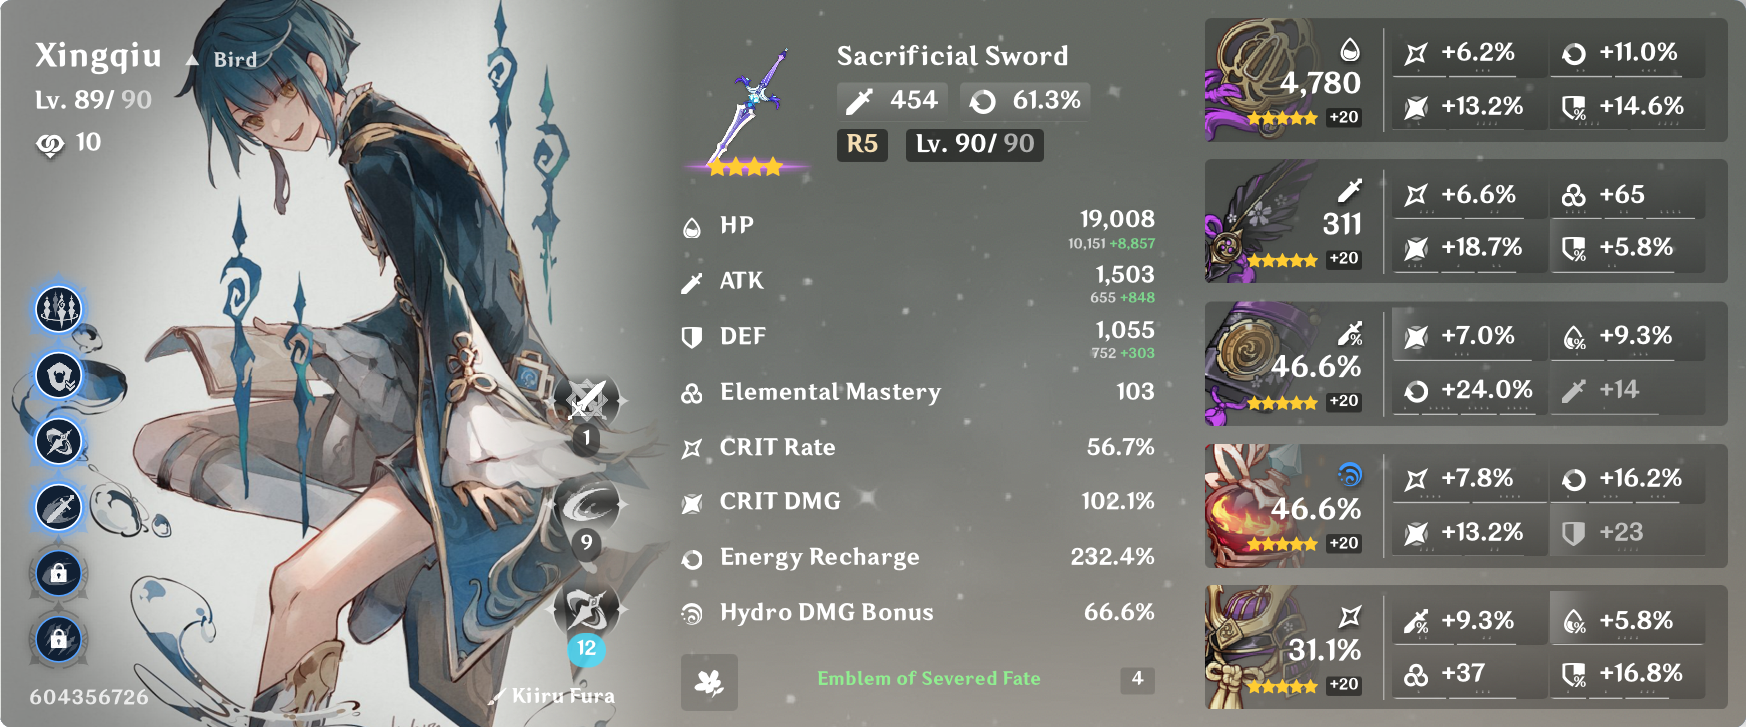 Xingqiu ▲ Bird
Lv. 89/ 90
10
1
9
12
604356726
Kiiru Fura
Sacrificial Sword
454 61.3%
R5 Lv. 90/ 90
HP 19,008
10,151 +8,857
ATK 1,503
655 +848
DEF 1,055
752 +303
Elemental Mastery 103
CRIT Rate 56.7%
CRIT DMG 102.1%
Energy Recharge 232.4%
Hydro DMG Bonus 66.6%
Emblem of Severed Fate 4
4,780
+20
+6.2% +11.0%
+13.2% +14.6%
311
+20
+6.6% +65
+18.7% +5.8%
46.6%
+20
+7.0% +9.3%
+24.0% +14
46.6%
+20
+7.8% +16.2%
+13.2% +23
31.1%
+20
+9.3% +5.8%
+37 +16.8%